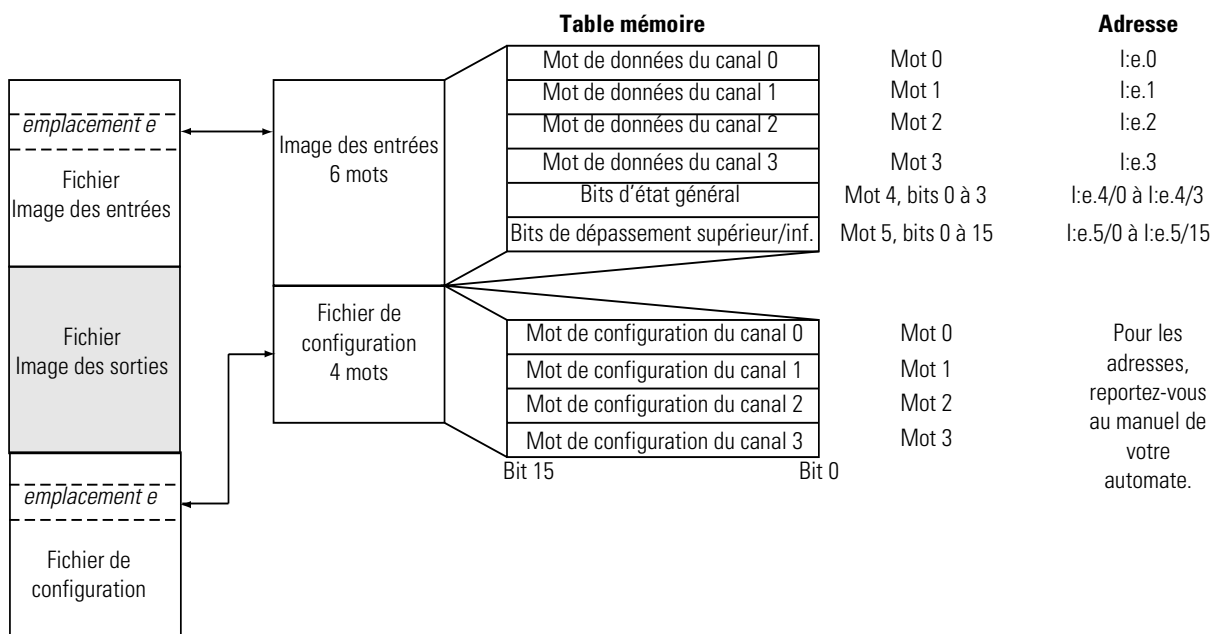 Table mémoire
Adresse
emplacement e
Fichier
Image des entrées
Fichier
Image des sorties
emplacement e
Fichier de
configuration
Image des entrées
6 mots
Fichier de
configuration
4 mots
Mot de données du canal 0 Mot 0 I:e.0
Mot de données du canal 1 Mot 1 I:e.1
Mot de données du canal 2 Mot 2 I:e.2
Mot de données du canal 3 Mot 3 I:e.3
Bits d'état général Mot 4, bits 0 à 3 I:e.4/0 à I:e.4/3
Bits de dépassement supérieur/inf. Mot 5, bits 0 à 15 I:e.5/0 à I:e.5/15
Mot de configuration du canal 0 Mot 0
Mot de configuration du canal 1 Mot 1
Mot de configuration du canal 2 Mot 2
Mot de configuration du canal 3 Mot 3
Bit 15 Bit 0
Pour les
adresses,
reportez-vous
au manuel de
votre
automate.